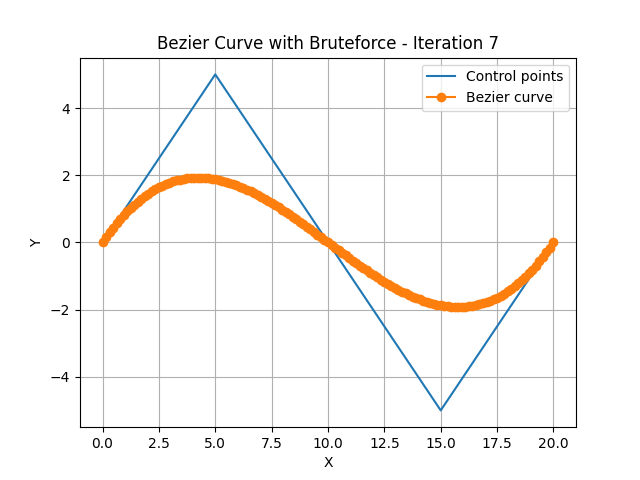 Bezier Curve with Bruteforce - Iteration 7
Control points
Bezier curve
4
2
0
−2
−4
Y
0.0 2.5 5.0 7.5 10.0 12.5 15.0 17.5 20.0
X